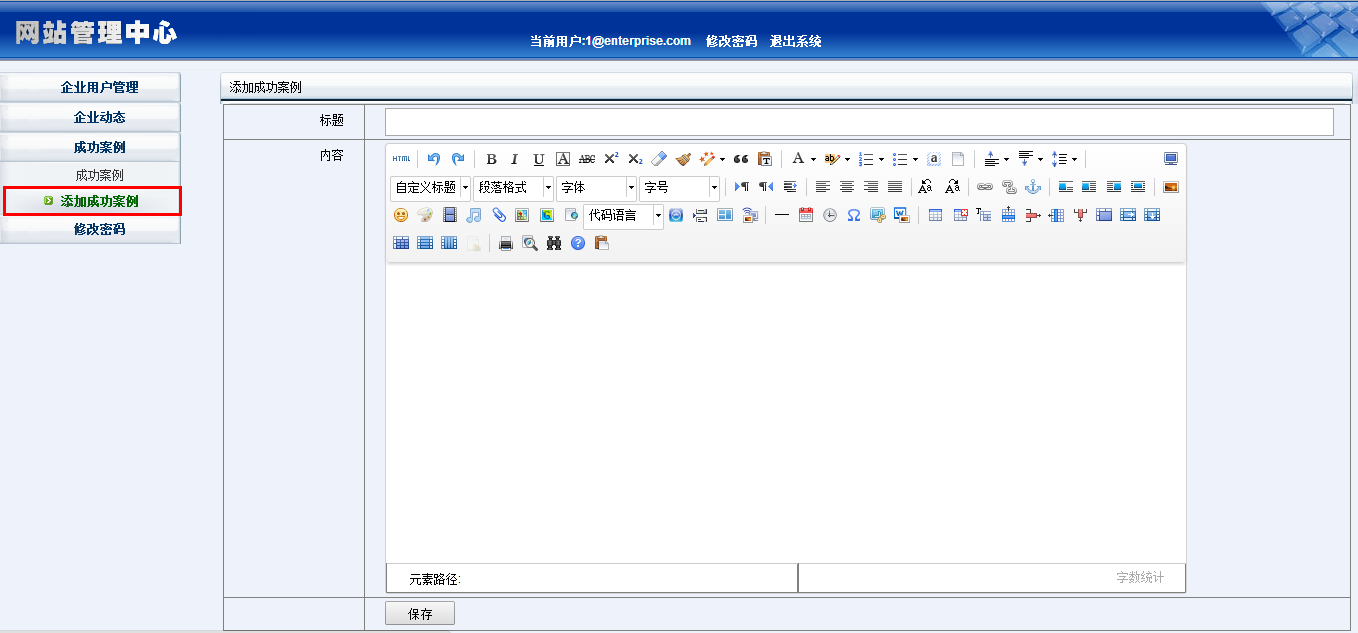 网站管理中心
当前用户:1@enterprise.com 修改密码 退出系统
企业用户管理
企业动态
成功案例
成功案例
添加成功案例
修改密码
添加成功案例
标题
内容
HTML B I U A ABC X² X₂ A ab a
自定义标题 段落格式 字体 字号
代码语言
元素路径:
字数统计
保存